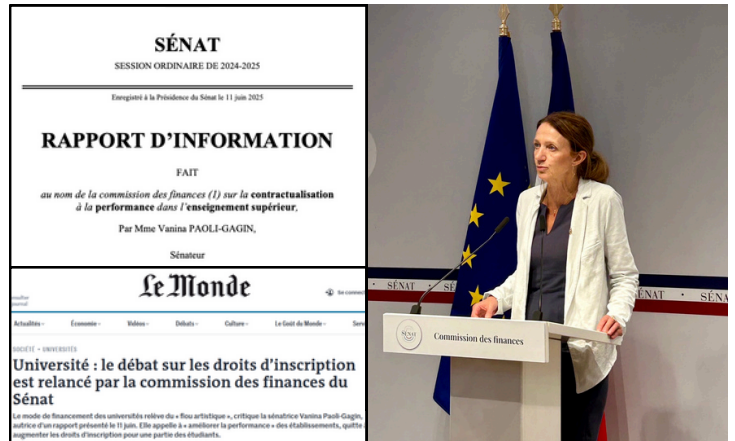 SÉNAT
SESSION ORDINAIRE DE 2024-2025
Enregistré à la Présidence du Sénat le 11 juin 2025
RAPPORT D’INFORMATION
FAIT
au nom de la commission des finances (1) sur la contractualisation
à la performance dans l’enseignement supérieur,
Par Mme Vanina PAOLI-GAGIN,
Sénateur
Le Monde
Actualités
Économie
Vidéos
Débats
Culture
Le Goût du Monde
SOCIÉTÉ • UNIVERSITÉS
Université : le débat sur les droits d’inscription
est relancé par la commission des finances du
Sénat
Le mode de financement des universités relève du « flou artistique », critique la sénatrice Vanina Paoli-Gagin,
autrice d’un rapport présenté le 11 juin. Elle appelle à « améliorer la performance » des établissements, quitte à
augmenter les droits d’inscription pour une partie des étudiants.
SÉNAT
SÉNAT
SÉNA
SÉNAT
Commission des finances